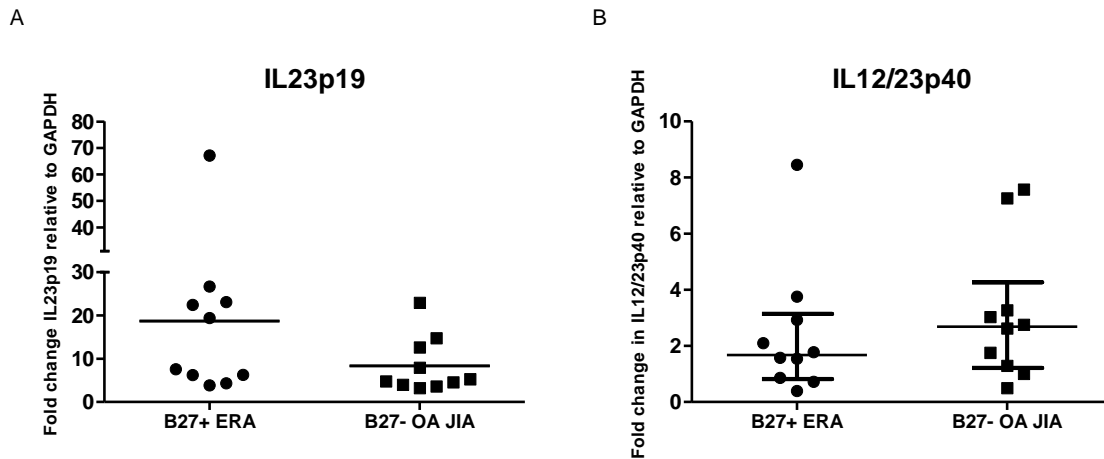 A
IL23p19
Fold change IL23p19 relative to GAPDH
80
70
60
50
40
30
20
10
0
B27+ ERA
B27- OA JIA
B
IL12/23p40
Fold change in IL12/23p40 relative to GAPDH
10
8
6
4
2
0
B27+ ERA
B27- OA JIA